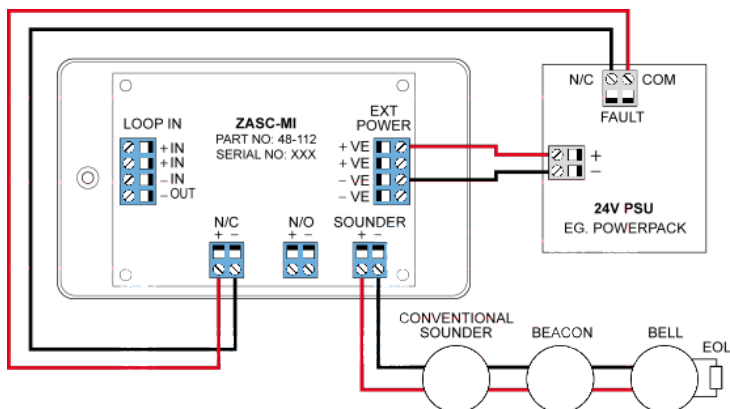 N/C COM
FAULT
LOOP IN
+ IN
+ IN
– IN
– OUT
ZASC-MI
PART NO: 48-112
SERIAL NO: XXX
EXT
POWER
+ VE
+ VE
– VE
– VE
+
–
24V PSU
EG. POWERPACK
N/C
+ –
N/O
+ –
SOUNDER
+ –
CONVENTIONAL
SOUNDER
BEACON
BELL
EOL